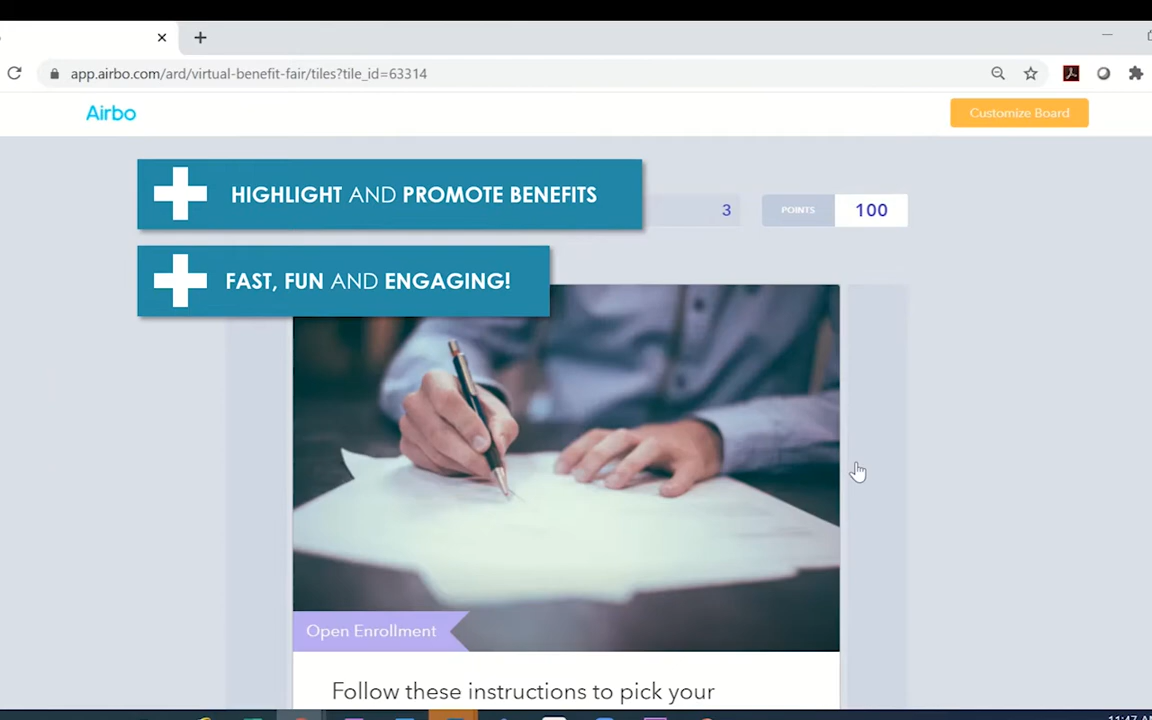 app.airbo.com/ard/virtual-benefit-fair/tiles?tile_id=63314
Airbo
Customize Board
HIGHLIGHT AND PROMOTE BENEFITS
3
POINTS
100
FAST, FUN AND ENGAGING!
Open Enrollment
Follow these instructions to pick your